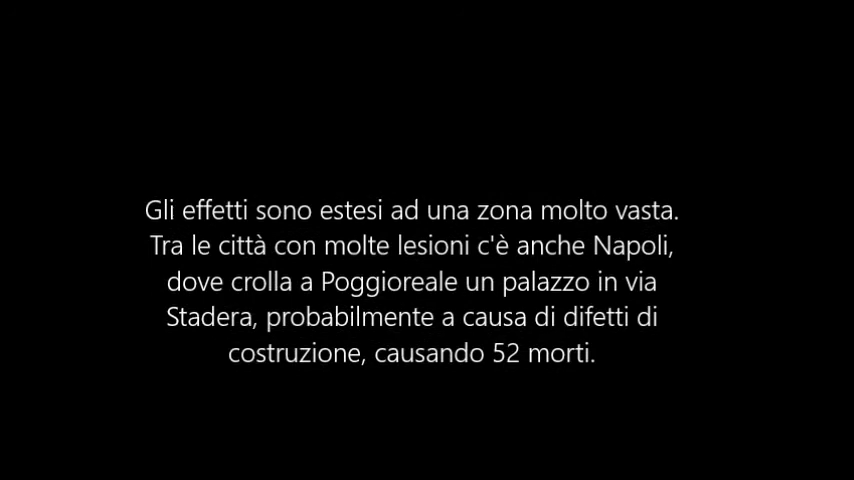 Gli effetti sono estesi ad una zona molto vasta.
Tra le città con molte lesioni c'è anche Napoli,
dove crolla a Poggioreale un palazzo in via
Stadera, probabilmente a causa di difetti di
costruzione, causando 52 morti.